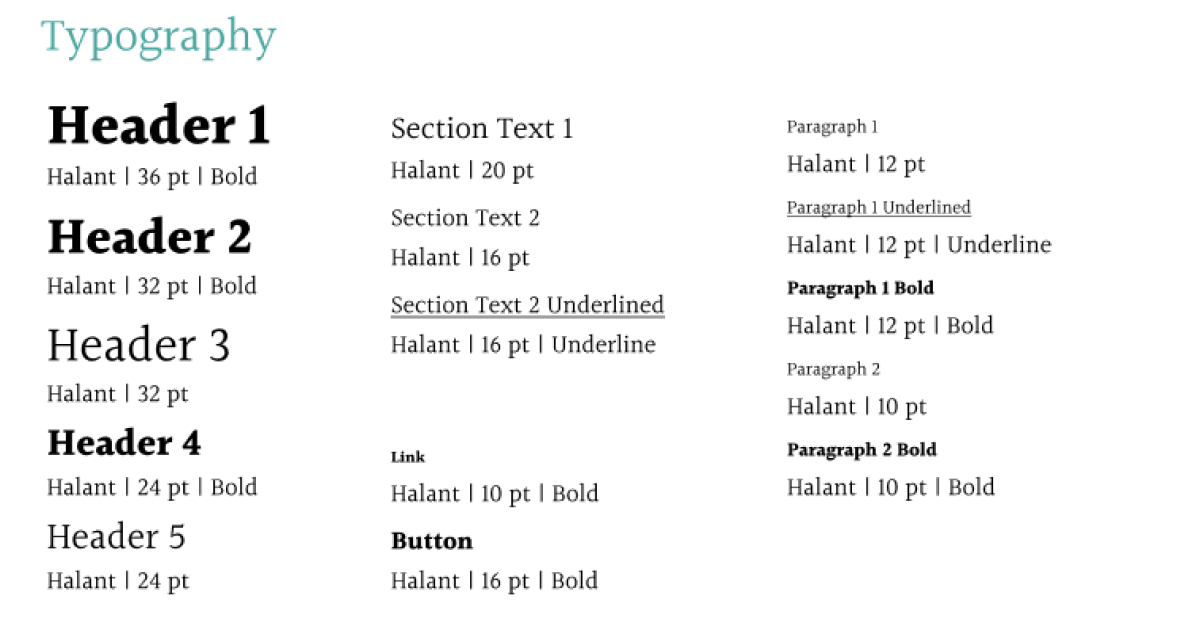 Typography
Header 1
Halant | 36 pt | Bold
Header 2
Halant | 32 pt | Bold
Header 3
Halant | 32 pt
Header 4
Halant | 24 pt | Bold
Header 5
Halant | 24 pt
Section Text 1
Halant | 20 pt
Section Text 2
Halant | 16 pt
Section Text 2 Underlined
Halant | 16 pt | Underline
Link
Halant | 10 pt | Bold
Button
Halant | 16 pt | Bold
Paragraph 1
Halant | 12 pt
Paragraph 1 Underlined
Halant | 12 pt | Underline
Paragraph 1 Bold
Halant | 12 pt | Bold
Paragraph 2
Halant | 10 pt
Paragraph 2 Bold
Halant | 10 pt | Bold